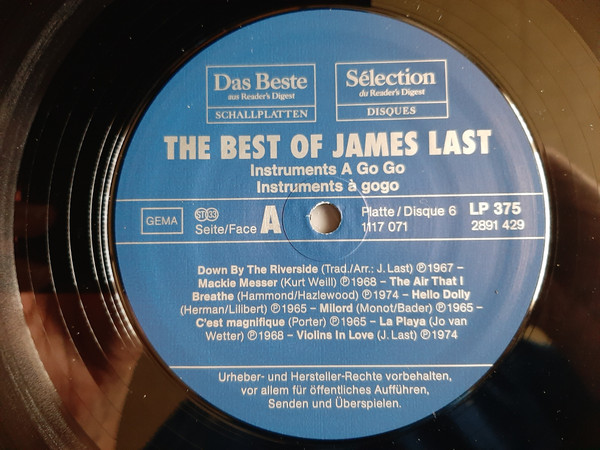 Das Beste
aus Reader's Digest
SCHALLPLATTEN
Sélection
du Reader's Digest
DISQUES
THE BEST OF JAMES LAST
Instruments A Go Go
Instruments à gogo
GEMA
ST 33
Seite/Face A
Platte/Disque 6
1117 071
LP 375
2891 429
Down By The Riverside (Trad./Arr.: J. Last) ℗1967 –
Mackie Messer (Kurt Weill) ℗1968 – The Air That I
Breathe (Hammond/Hazlewood) ℗1974 – Hello Dolly
(Herman/Lilibert) ℗1965 – Milord (Monot/Bader) ℗1965 –
C'est magnifique (Porter) ℗1965 – La Playa (Jo van
Wetter) ℗1968 – Violins In Love (J. Last) ℗1974
Urheber- und Hersteller-Rechte vorbehalten,
vor allem für öffentliches Aufführen,
Senden und Überspielen.